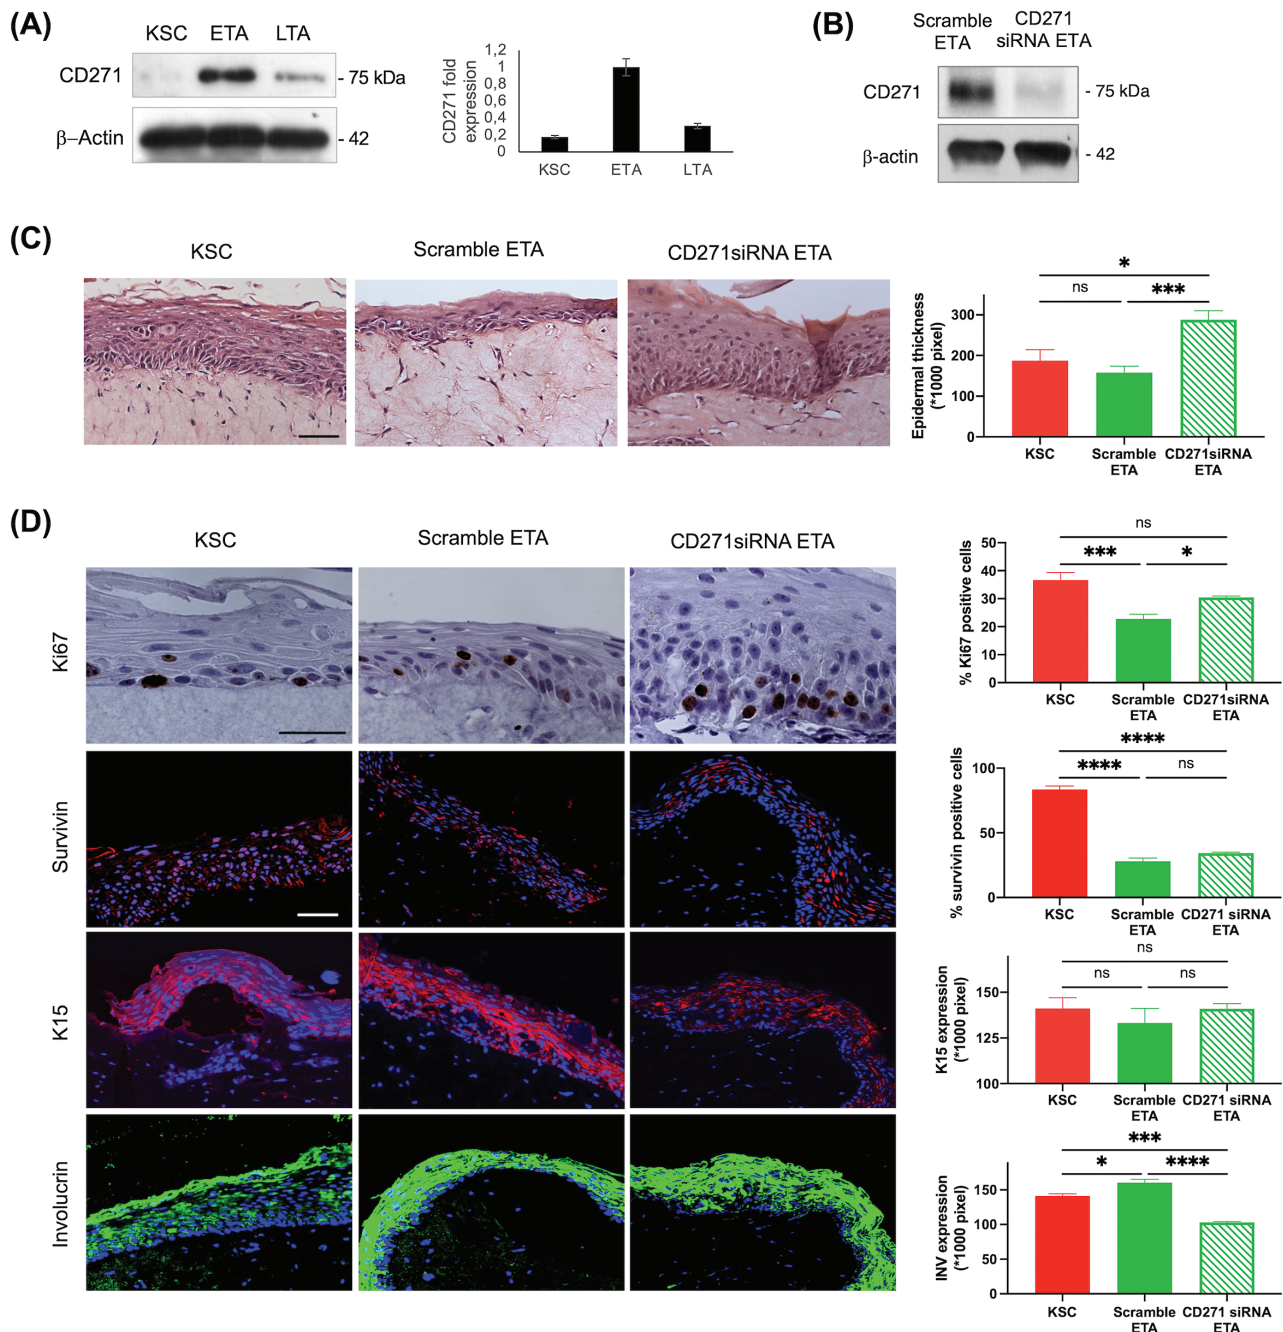 (A)
KSC ETA LTA
CD271
- 75 kDa
β–Actin
- 42
CD271 fold
expression
1,2
1
0,8
0,6
0,4
0,2
0
KSC ETA LTA
(B)
Scramble
ETA
CD271
siRNA ETA
CD271
- 75 kDa
β-actin
- 42
(C)
KSC
Scramble ETA
CD271siRNA ETA
Epidermal thickness
(*1000 pixel)
300
200
100
0
*
ns
***
KSC
Scramble
ETA
CD271siRNA
ETA
(D)
KSC
Scramble ETA
CD271siRNA ETA
Ki67
% Ki67 positive cells
50
40
30
20
10
0
ns
***
*
KSC
Scramble
ETA
CD271siRNA
ETA
Survivin
% survivin positive cells
100
50
0
****
****
ns
KSC
Scramble
ETA
CD271 siRNA
ETA
K15
K15 expression
(*1000 pixel)
150
125
100
ns
ns
ns
KSC
Scramble
ETA
CD271 siRNA
ETA
Involucrin
INV expression
(*1000 pixel)
150
100
50
0
***
*
****
KSC
Scramble
ETA
CD271 siRNA
ETA